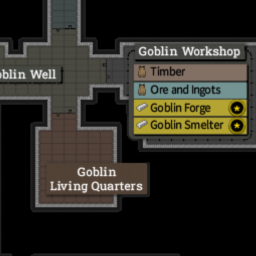 Goblin Workshop
oblin Well
Timber
Ore and Ingots
Goblin Forge
Goblin Smelter
Goblin
Living Quarters